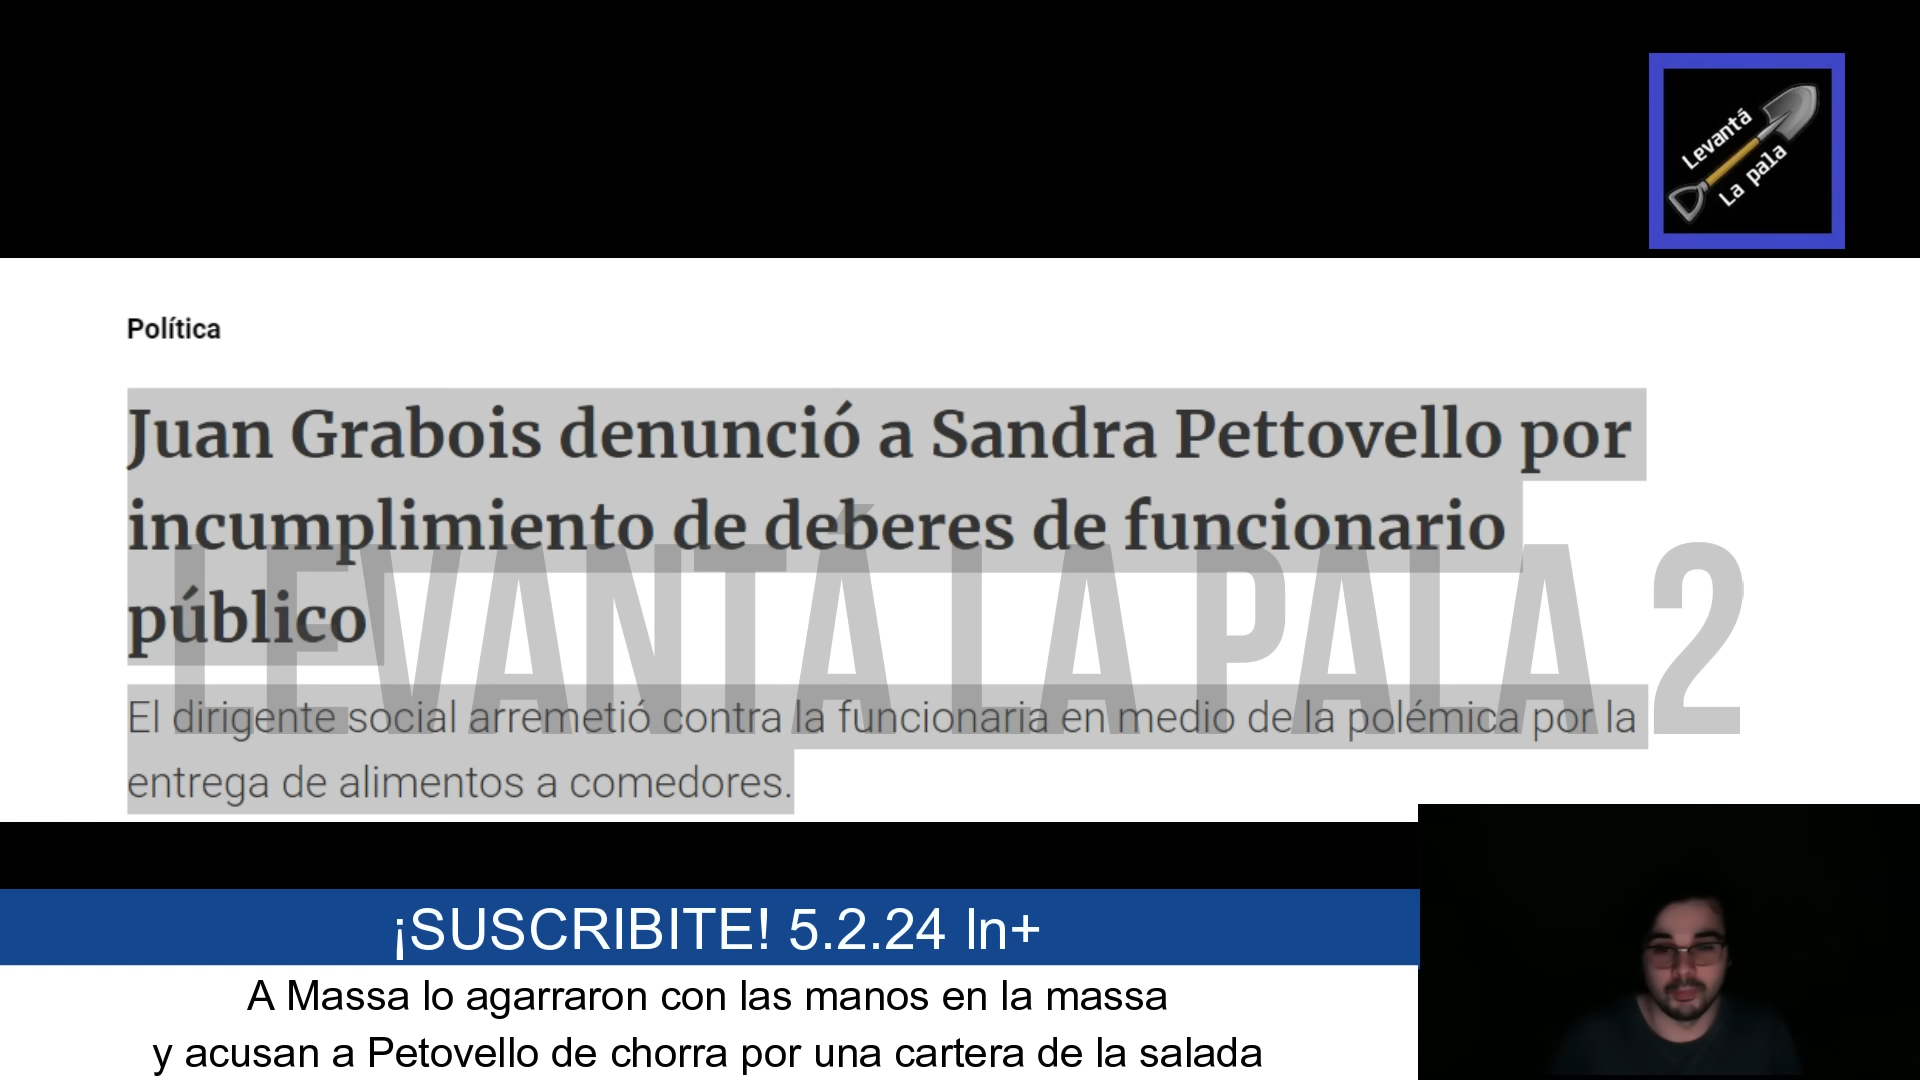 Levantá
La pala
Política
Juan Grabois denunció a Sandra Pettovello por
incumplimiento de deberes de funcionario
público
LEVANTÁ LA PALA 2
El dirigente social arremetió contra la funcionaria en medio de la polémica por la
entrega de alimentos a comedores.
¡SUSCRIBITE! 5.2.24 ln+
A Massa lo agarraron con las manos en la massa
y acusan a Petovello de chorra por una cartera de la salada